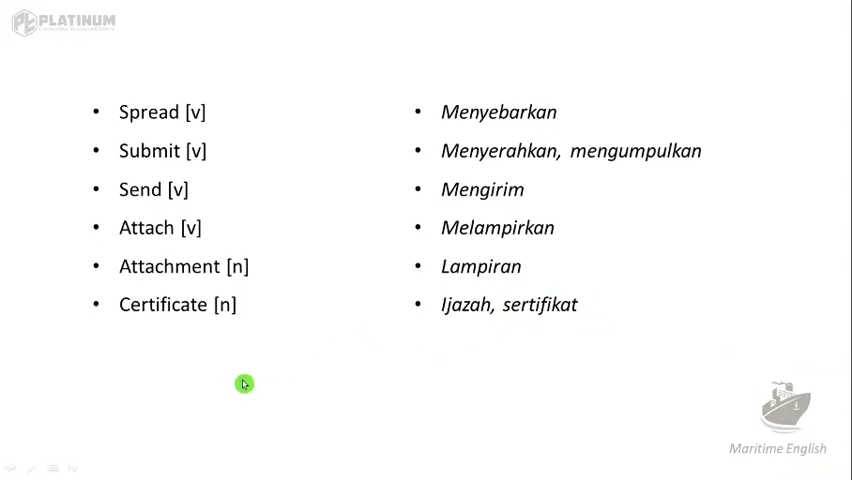 PLATINUM
• Spread [v]
• Submit [v]
• Send [v]
• Attach [v]
• Attachment [n]
• Certificate [n]
• Menyebarkan
• Menyerahkan, mengumpulkan
• Mengirim
• Melampirkan
• Lampiran
• Ijazah, sertifikat
Maritime English